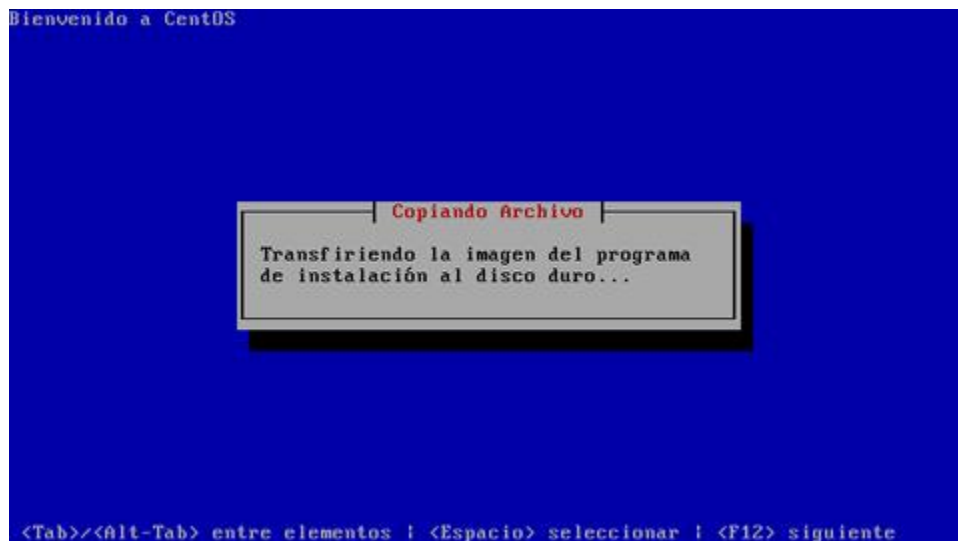 Bienvenido a CentOS
Copiando Archivo
Transfiriendo la imagen del programa
de instalación al disco duro...
<Tab>/<Alt-Tab> entre elementos | <Espacio> seleccionar | <F12> siguiente